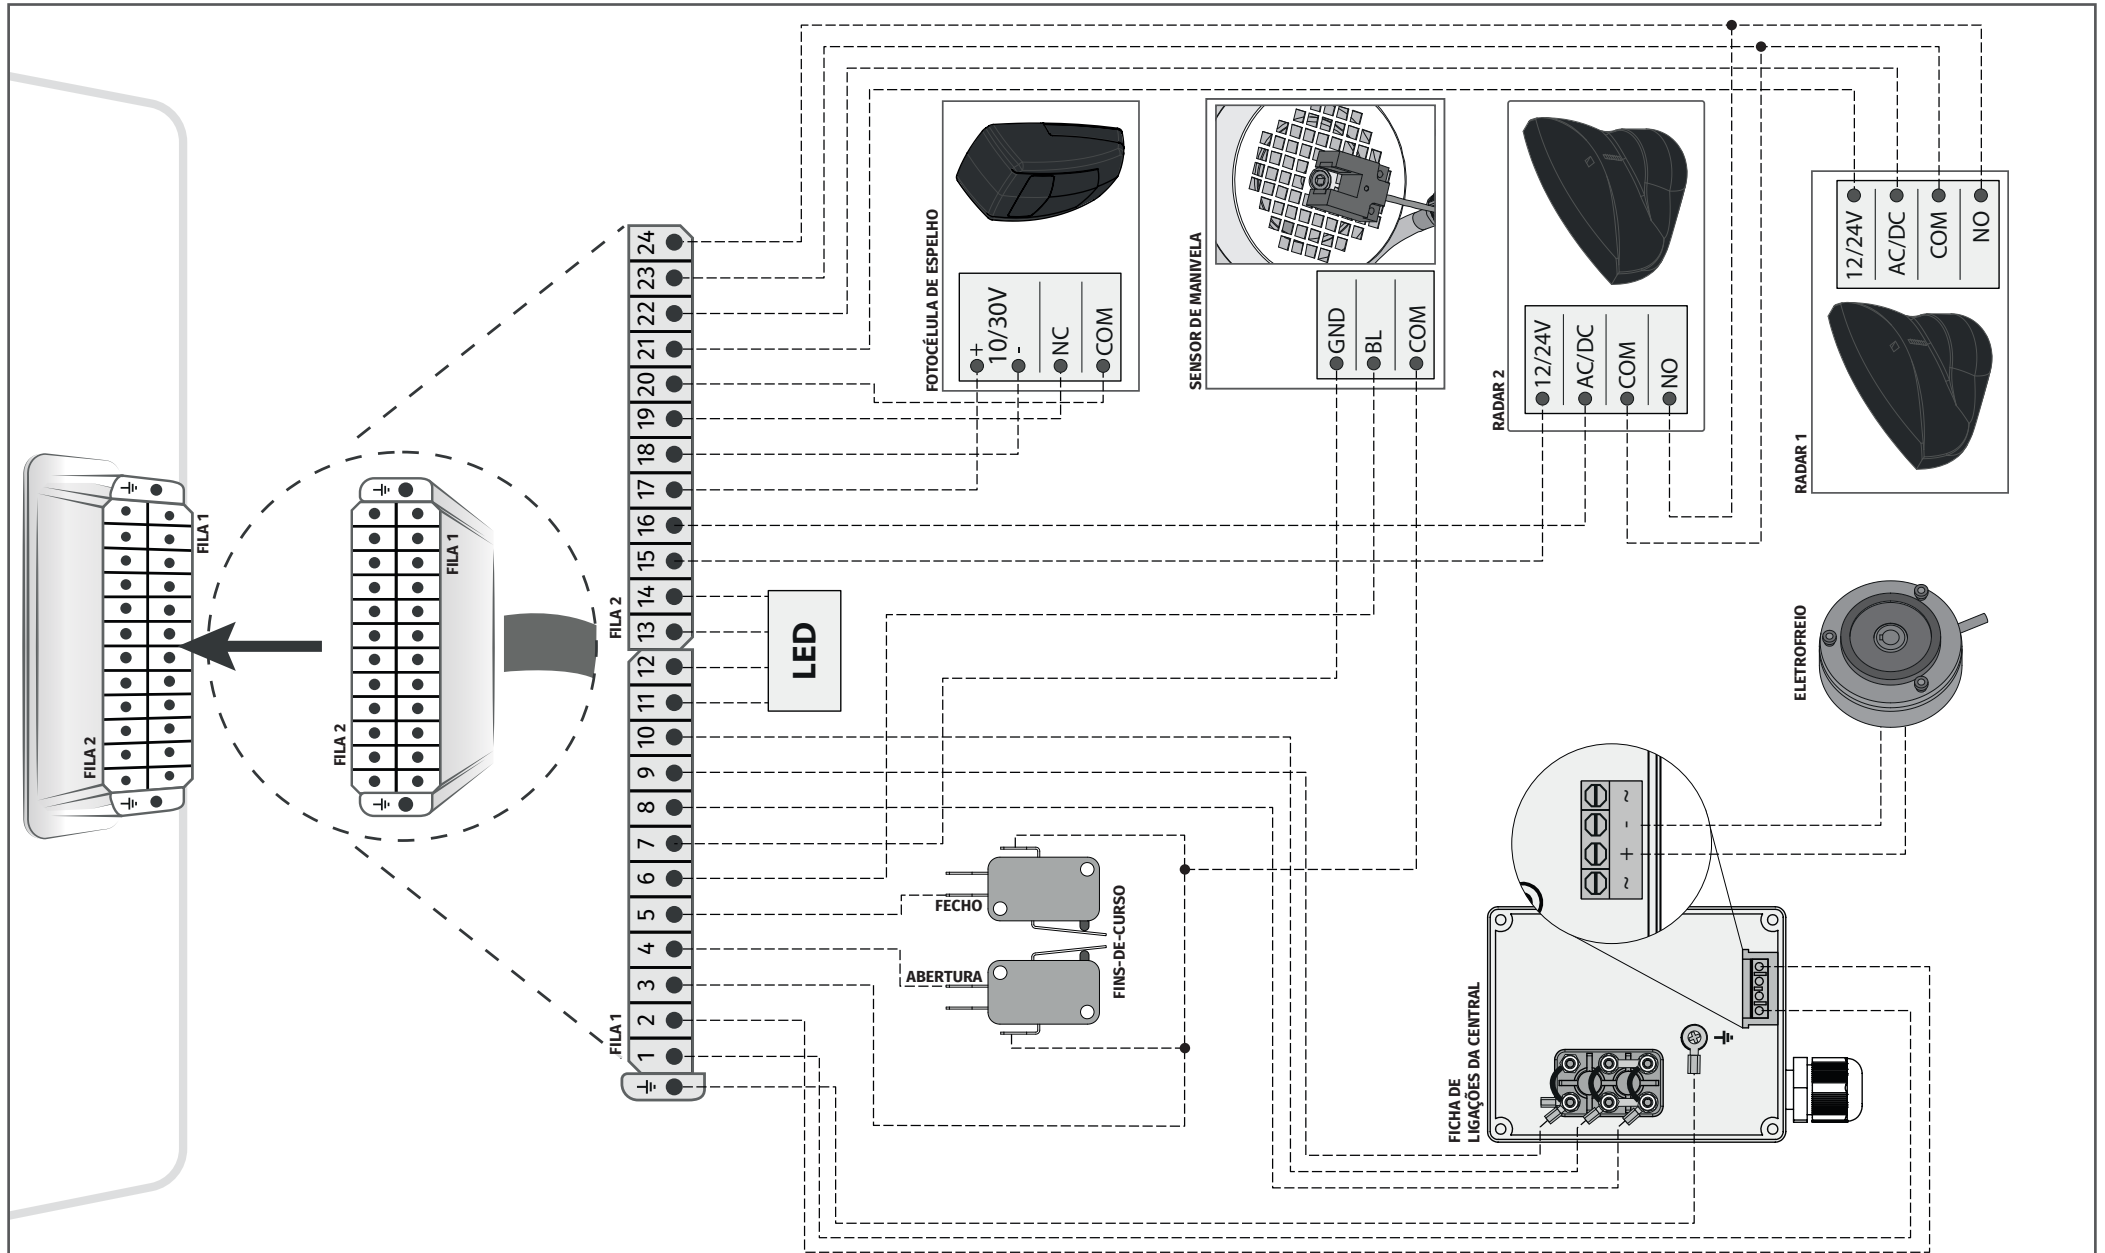 FILA 1
FILA 2
FILA 1
FILA 2
FILA 2
FILA 1
24
23
22
21
20
19
18
17
16
15
14
13
12
11
10
9
8
7
6
5
4
3
2
1
LED
FOTOCÉLULA DE ESPELHO
+
10/30V
-
NC
COM
SENSOR DE MANIVELA
GND
BL
COM
RADAR 2
12/24V
AC/DC
COM
NO
RADAR 1
12/24V
AC/DC
COM
NO
ELETROFREIO
FECHO
ABERTURA
FINS-DE-CURSO
~
-
+
~
FICHA DE
LIGAÇÕES DA CENTRAL